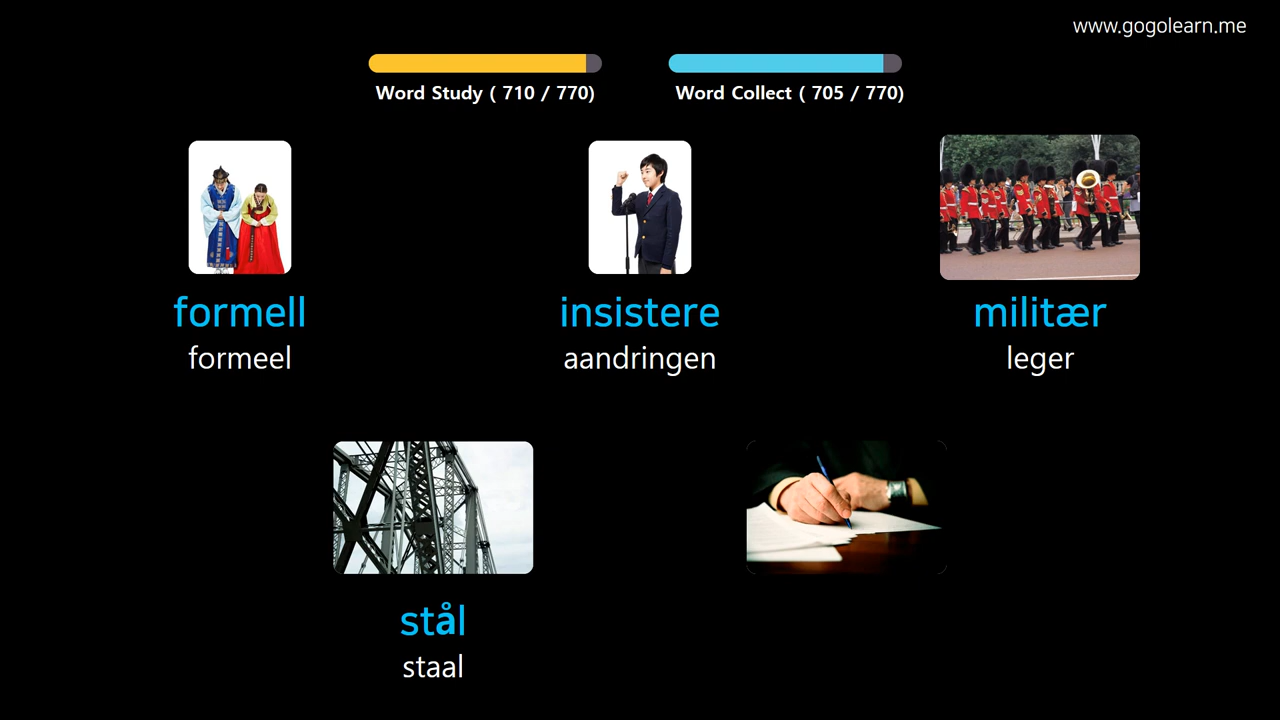 www.gogolearn.me
Word Study ( 710 / 770)
Word Collect ( 705 / 770)
formell
formeel
insistere
aandringen
militær
leger
stål
staal